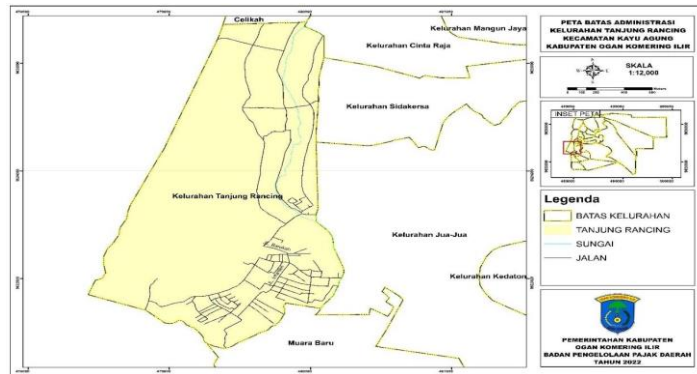 Celikah
Kelurahan Mangun Jaya
Kelurahan Cinta Raja
Kelurahan Sidakersa
Kelurahan Tanjung Rancing
Kelurahan Jua-Jua
Kelurahan Kedaton
Muara Baru
PETA BATAS ADMINISTRASI
KELURAHAN TANJUNG RANCING
KECAMATAN KAYU AGUNG
KABUPATEN OGAN KOMERING ILIR
SKALA
1:12,000
INSET PETA
Legenda
BATAS KELURAHAN
TANJUNG RANCING
SUNGAI
JALAN
PEMERINTAHAN KABUPATEN
OGAN KOMERING ILIR
BADAN PENGELOLAAN PAJAK DAERAH
TAHUN 2022